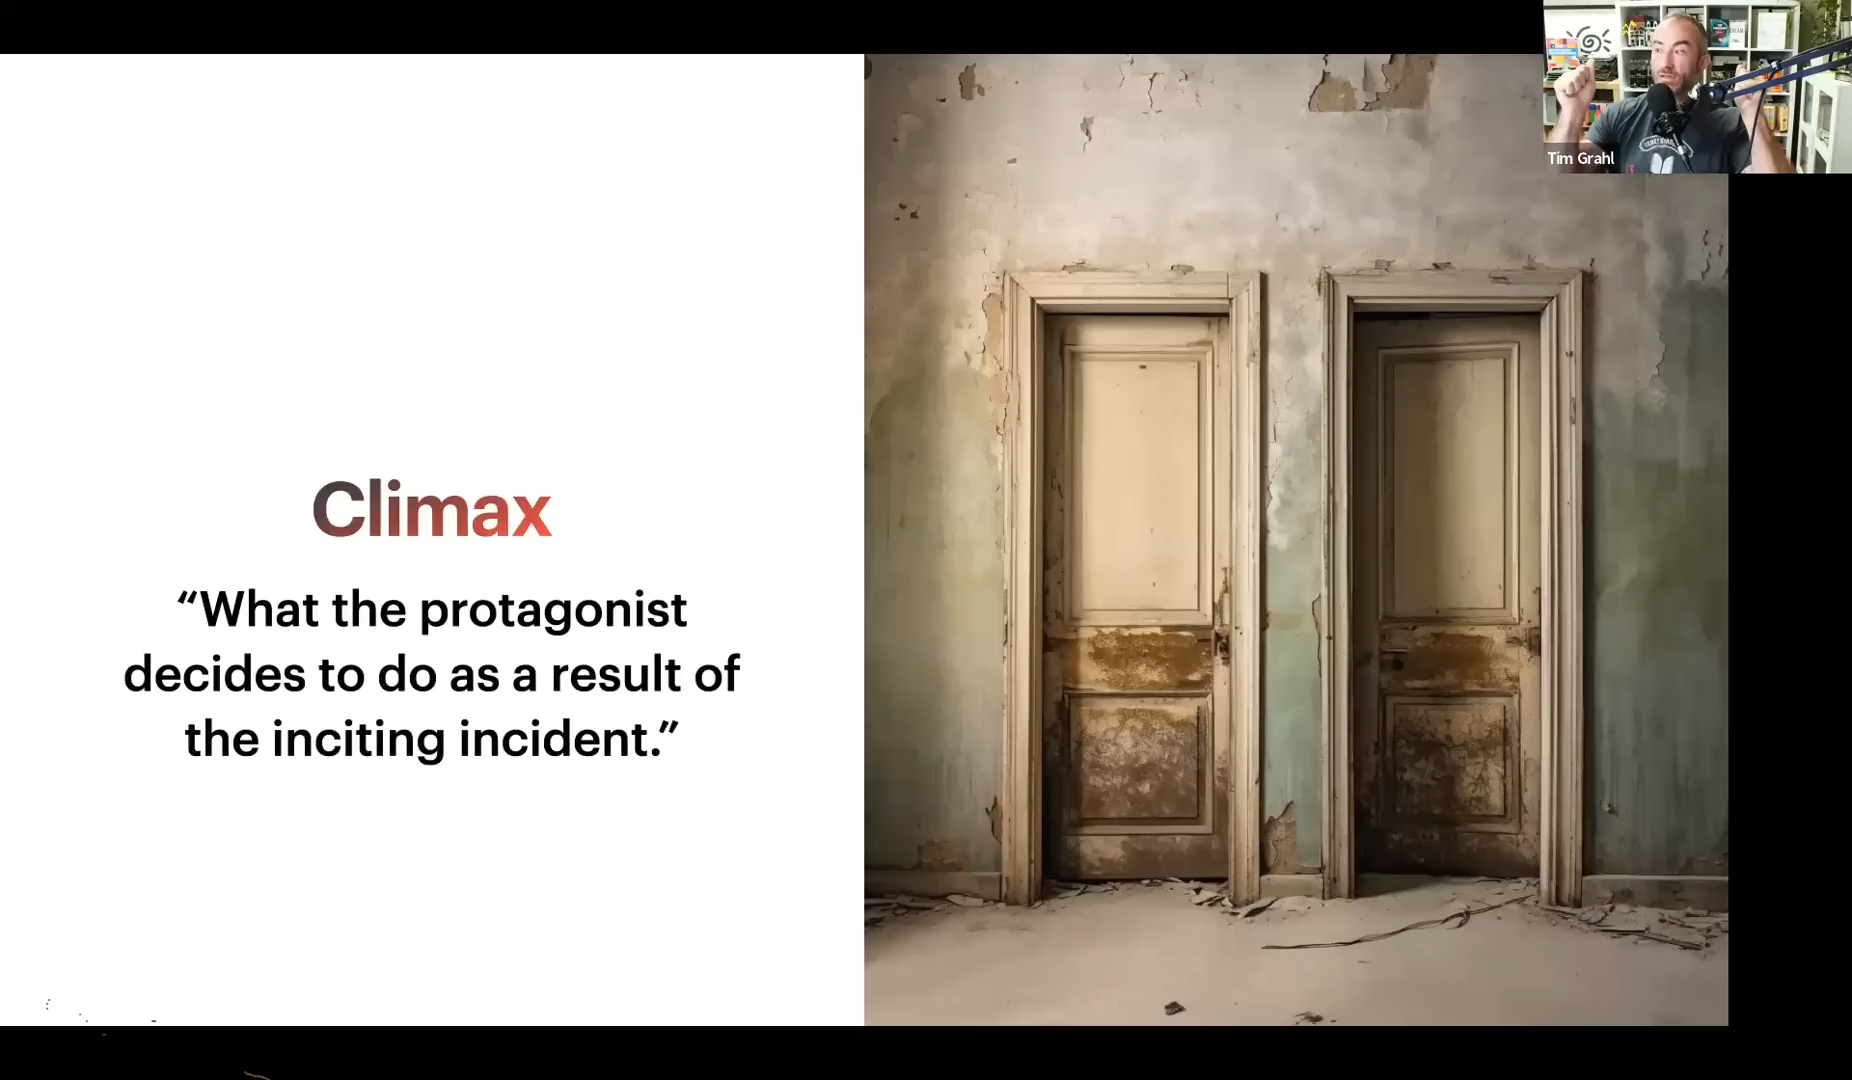 Tim Grahl
Climax
“What the protagonist
decides to do as a result of
the inciting incident.”